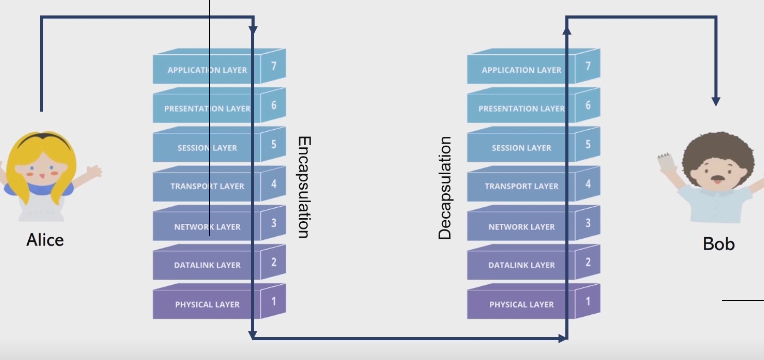 APPLICATION LAYER 7
PRESENTATION LAYER 6
SESSION LAYER 5
TRANSPORT LAYER 4
NETWORK LAYER 3
DATALINK LAYER 2
PHYSICAL LAYER 1
Encapsulation
Decapsulation
APPLICATION LAYER 7
PRESENTATION LAYER 6
SESSION LAYER 5
TRANSPORT LAYER 4
NETWORK LAYER 3
DATALINK LAYER 2
PHYSICAL LAYER 1
Alice
Bob